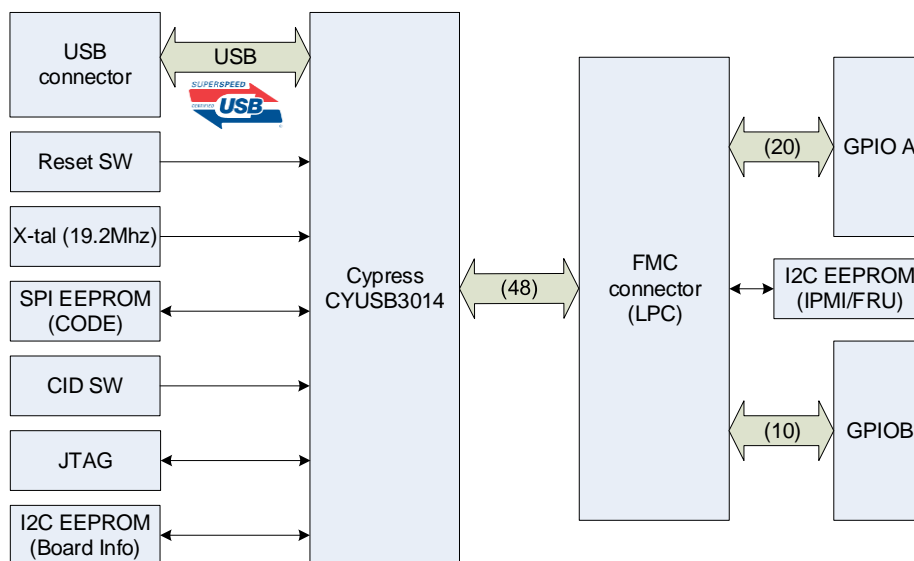 USB
connector
USB
SUPERSPEED
CERTIFIED
USB
Reset SW
X-tal (19.2Mhz)
SPI EEPROM
(CODE)
CID SW
JTAG
I2C EEPROM
(Board Info)
Cypress
CYUSB3014
(48)
FMC
connector
(LPC)
(20)
GPIO A
I2C EEPROM
(IPMI/FRU)
(10)
GPIOB